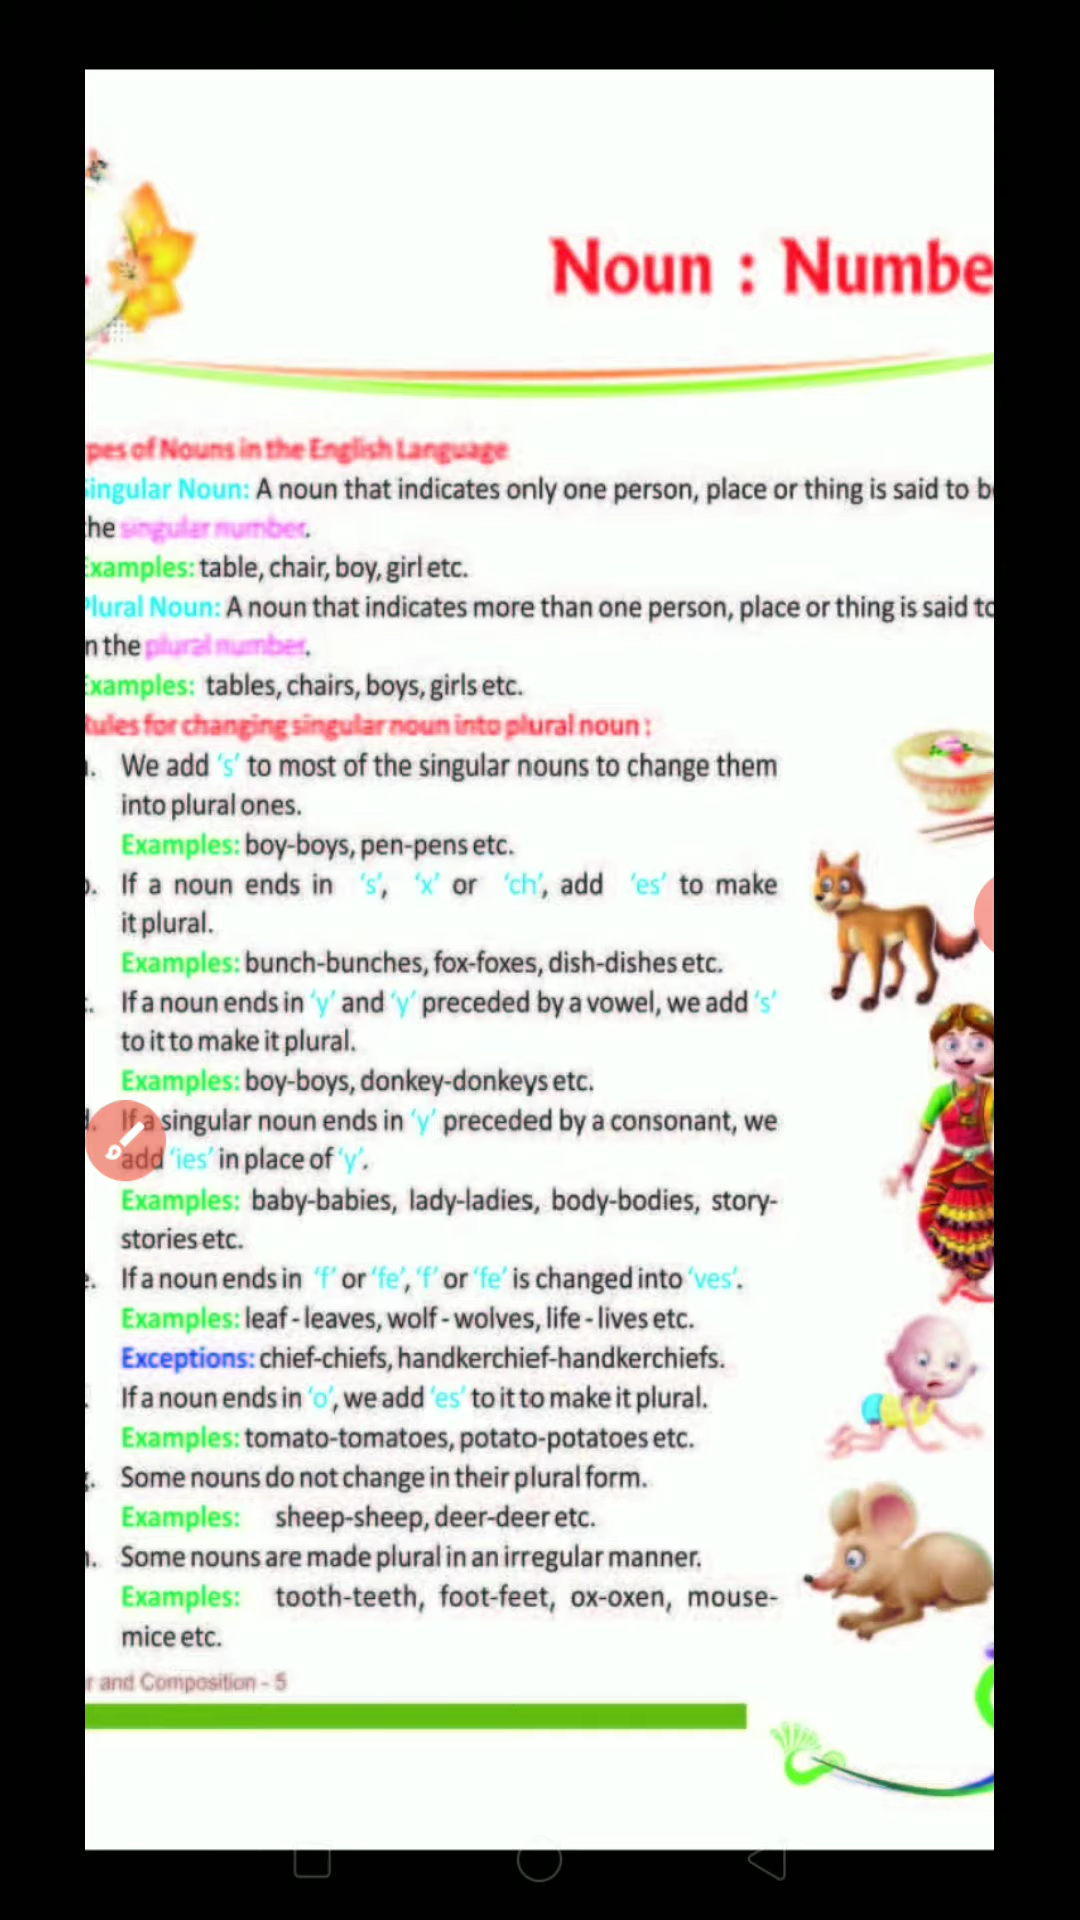 Noun : Numbe
pes of Nouns in the English Language
Singular Noun: A noun that indicates only one person, place or thing is said to b
he singular number.
Examples: table, chair, boy, girl etc.
Plural Noun: A noun that indicates more than one person, place or thing is said to
n the plural number.
Examples: tables, chairs, boys, girls etc.
Rules for changing singular noun into plural noun :
We add 's' to most of the singular nouns to change them
into plural ones.
Examples: boy-boys, pen-pens etc.
b. If a noun ends in 's', 'x' or 'ch', add 'es' to make
it plural.
Examples: bunch-bunches, fox-foxes, dish-dishes etc.
If a noun ends in 'y' and 'y' preceded by a vowel, we add 's'
to it to make it plural.
Examples: boy-boys, donkey-donkeys etc.
d. If a singular noun ends in 'y' preceded by a consonant, we
add 'ies' in place of 'y'.
Examples: baby-babies, lady-ladies, body-bodies, story-
stories etc.
e. If a noun ends in 'f' or 'fe', 'f' or 'fe' is changed into 'ves'.
Examples: leaf - leaves, wolf - wolves, life - lives etc.
Exceptions: chief-chiefs, handkerchief-handkerchiefs.
If a noun ends in 'o', we add 'es' to it to make it plural.
Examples: tomato-tomatoes, potato-potatoes etc.
g. Some nouns do not change in their plural form.
Examples: sheep-sheep, deer-deer etc.
h. Some nouns are made plural in an irregular manner.
Examples: tooth-teeth, foot-feet, ox-oxen, mouse-
mice etc.
r and Composition - 5